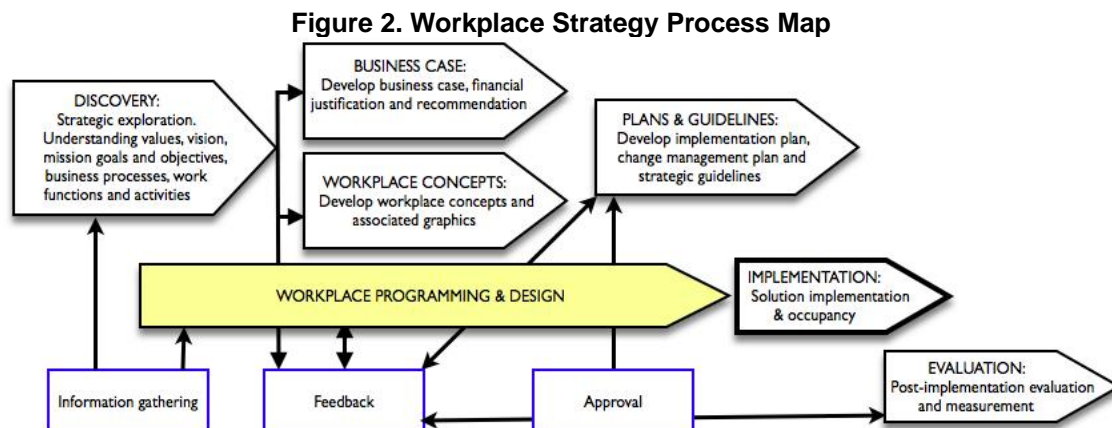 Figure 2. Workplace Strategy Process Map
BUSINESS CASE:
Develop business case, financial
justification and recommendation
DISCOVERY:
Strategic exploration.
Understanding values, vision,
mission goals and objectives,
business processes, work
functions and activities
PLANS & GUIDELINES:
Develop implementation plan,
change management plan and
strategic guidelines
WORKPLACE CONCEPTS:
Develop workplace concepts and
associated graphics
WORKPLACE PROGRAMMING & DESIGN
IMPLEMENTATION:
Solution implementation
& occupancy
Information gathering
Feedback
Approval
EVALUATION:
Post-implementation evaluation
and measurement